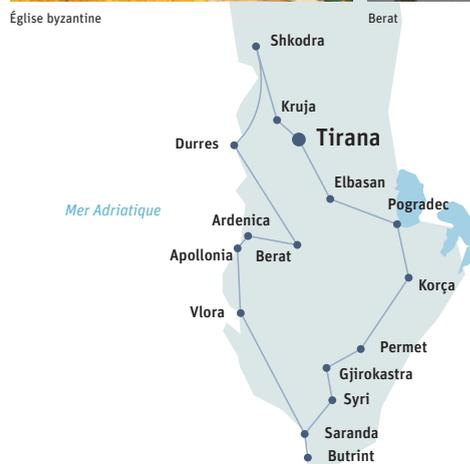 Église byzantine
Berat
Shkodra
Kruja
Tirana
Durres
Elbasan
Pogradec
Mer Adriatique
Ardenica
Apollonia
Berat
Korça
Vlora
Permet
Gjirokastra
Syri
Saranda
Butrint